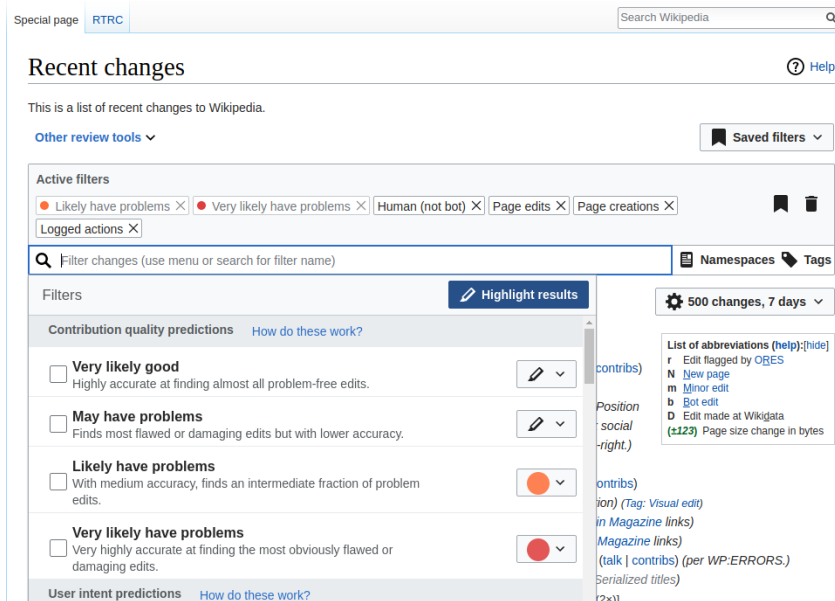 Special page RTRC
Search Wikipedia
Recent changes
Help
This is a list of recent changes to Wikipedia.
Other review tools
Saved filters
Active filters
Likely have problems Very likely have problems Human (not bot) Page edits Page creations
Logged actions
Filter changes (use menu or search for filter name)
Namespaces Tags
Filters
Highlight results
500 changes, 7 days
Contribution quality predictions How do these work?
Very likely good
Highly accurate at finding almost all problem-free edits.
May have problems
Finds most flawed or damaging edits but with lower accuracy.
Likely have problems
With medium accuracy, finds an intermediate fraction of problem
edits.
Very likely have problems
Very highly accurate at finding the most obviously flawed or
damaging edits.
User intent predictions How do these work?
List of abbreviations (help):[hide]
r Edit flagged by ORES
N New page
m Minor edit
b Bot edit
D Edit made at Wikidata
(±123) Page size change in bytes
contribs)
Position
social
-right.)
ontribs)
ion) (Tag: Visual edit)
in Magazine links)
Magazine links)
(talk | contribs) (per WP:ERRORS.)
Serialized titles)
(2×)]